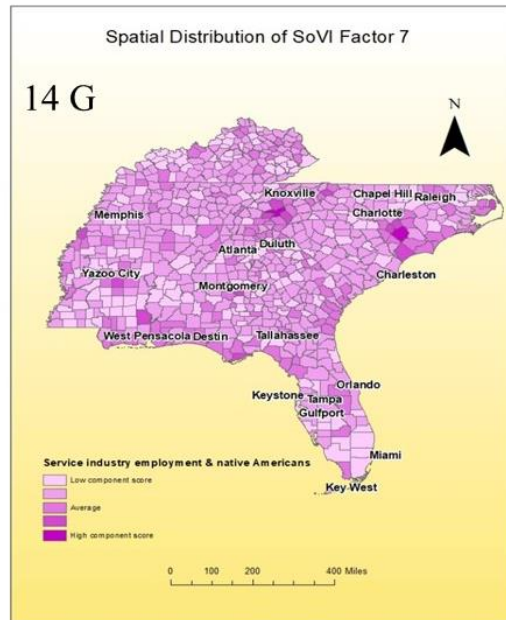 Spatial Distribution of SoVI Factor 7
14 G
N
Knoxville
Chapel Hill
Raleigh
Memphis
Charlotte
Duluth
Atlanta
Yazoo City
Charleston
Montgomery
West Pensacola
Destin
Tallahassee
Orlando
Keystone
Tampa
Gulfport
Miami
Service industry employment & native Americans
Low component score
Key West
Average
High component score
0 100 200 400 Miles